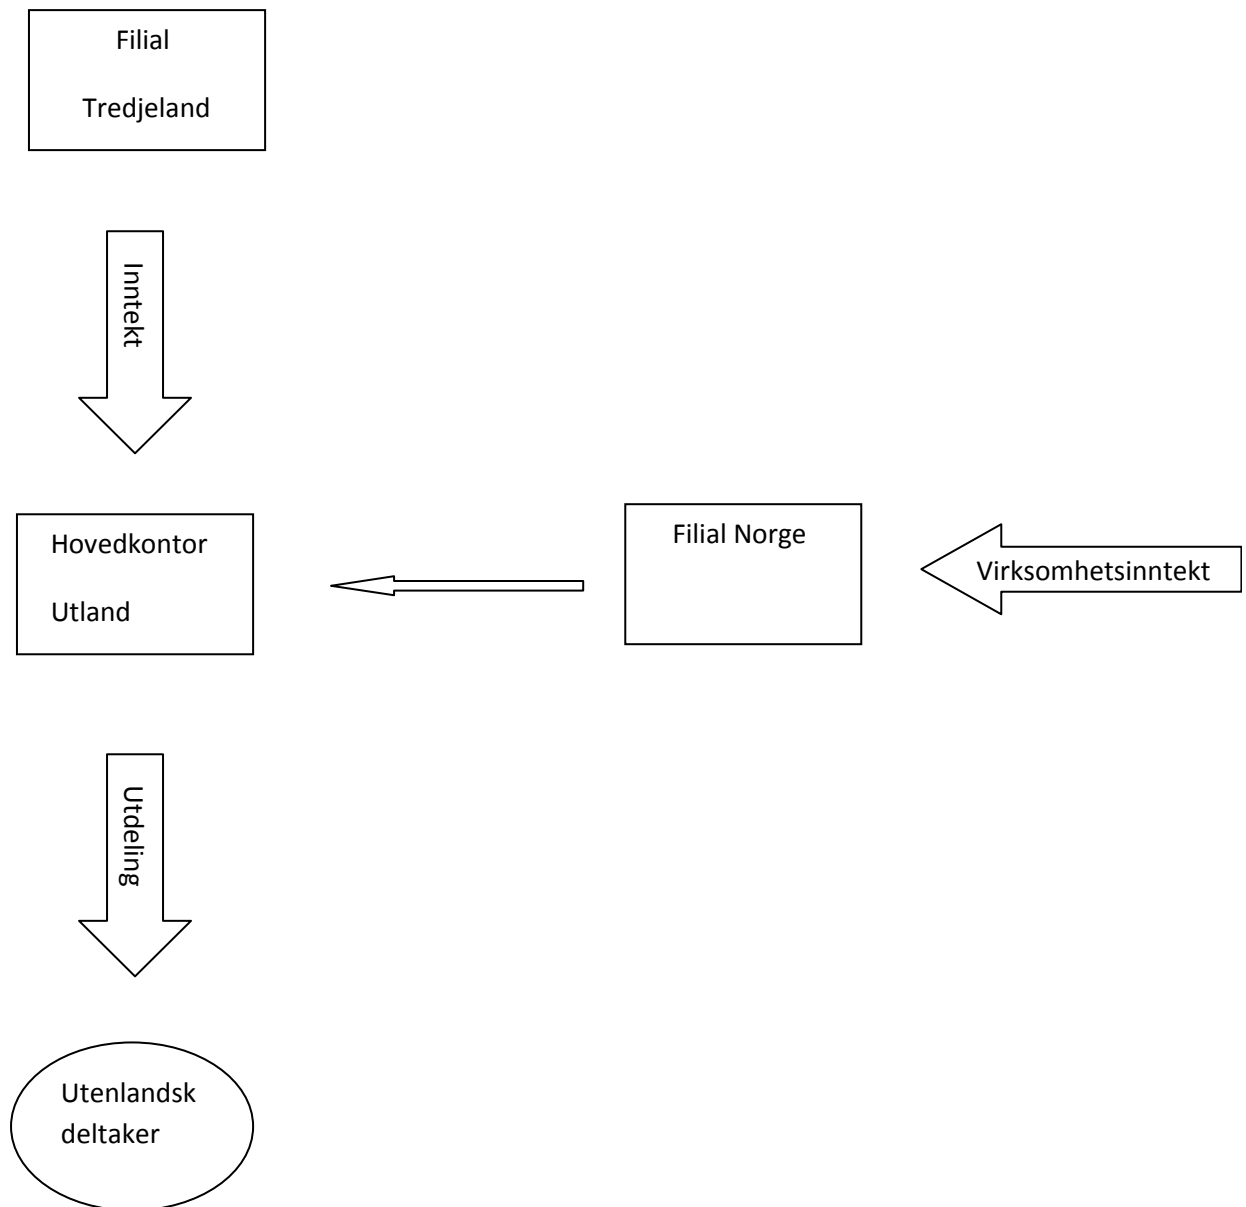 Filial
Tredjeland
Inntekt
Hovedkontor
Utland
Filial Norge
Virksomhetsinntekt
Utdeling
Utenlandsk
deltaker